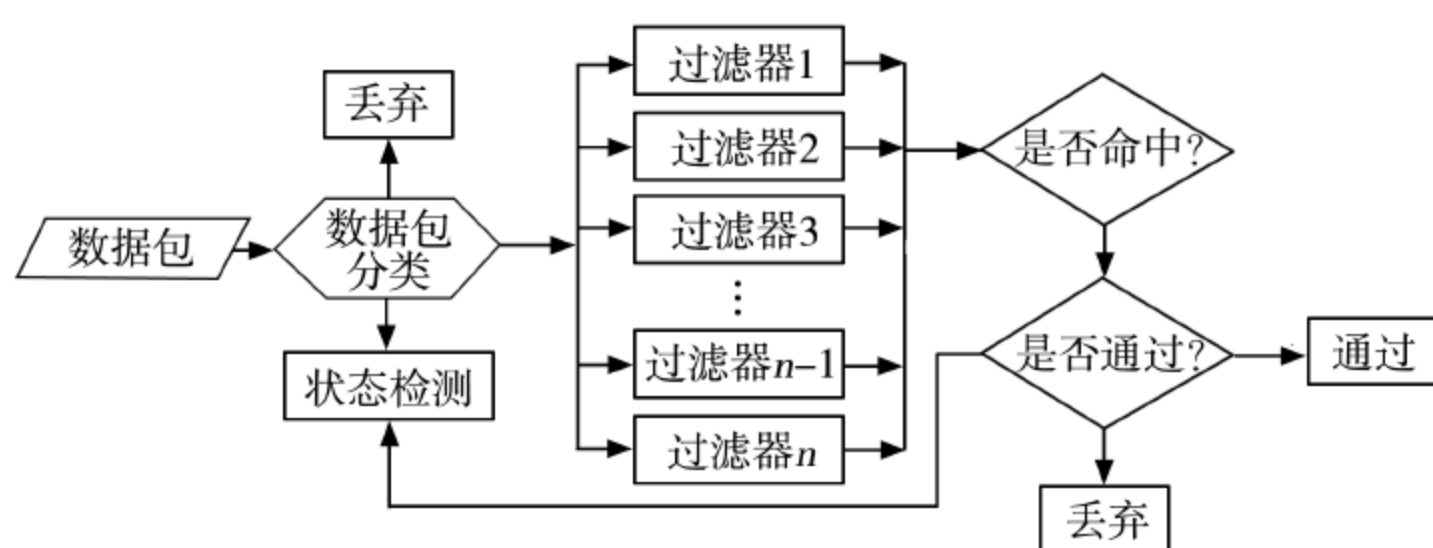 丢弃
数据包
数据包
分类
状态检测
过滤器1
过滤器2
过滤器3
⋮
过滤器n-1
过滤器n
是否命中?
是否通过?
通过
丢弃